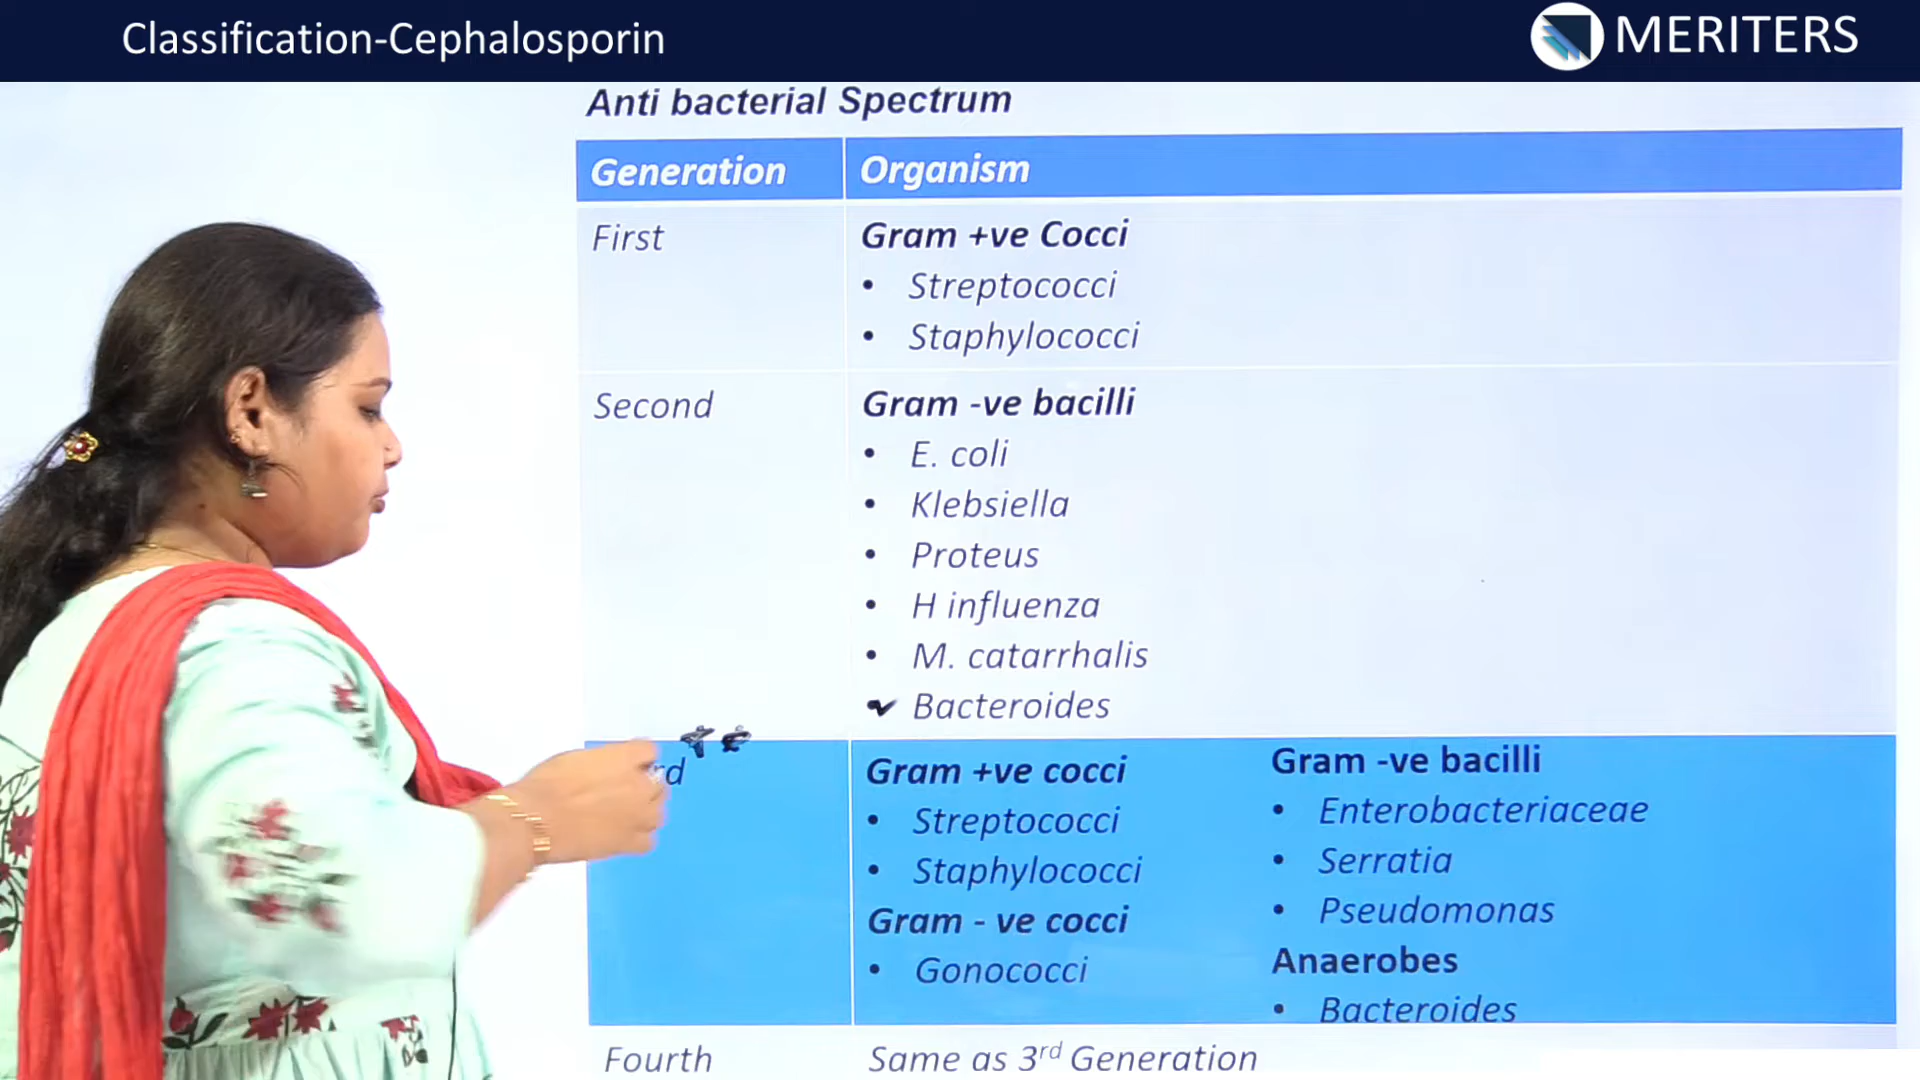 Classification-Cephalosporin
MERITERS
Anti bacterial Spectrum
Generation Organism
First Gram +ve Cocci
• Streptococci
• Staphylococci
Second Gram -ve bacilli
• E. coli
• Klebsiella
• Proteus
• H influenza
• M. catarrhalis
Bacteroides
rd Gram +ve cocci
• Streptococci
• Staphylococci
Gram - ve cocci
• Gonococci
Gram -ve bacilli
• Enterobacteriaceae
• Serratia
• Pseudomonas
Anaerobes
• Bacteroides
Fourth Same as 3rd Generation